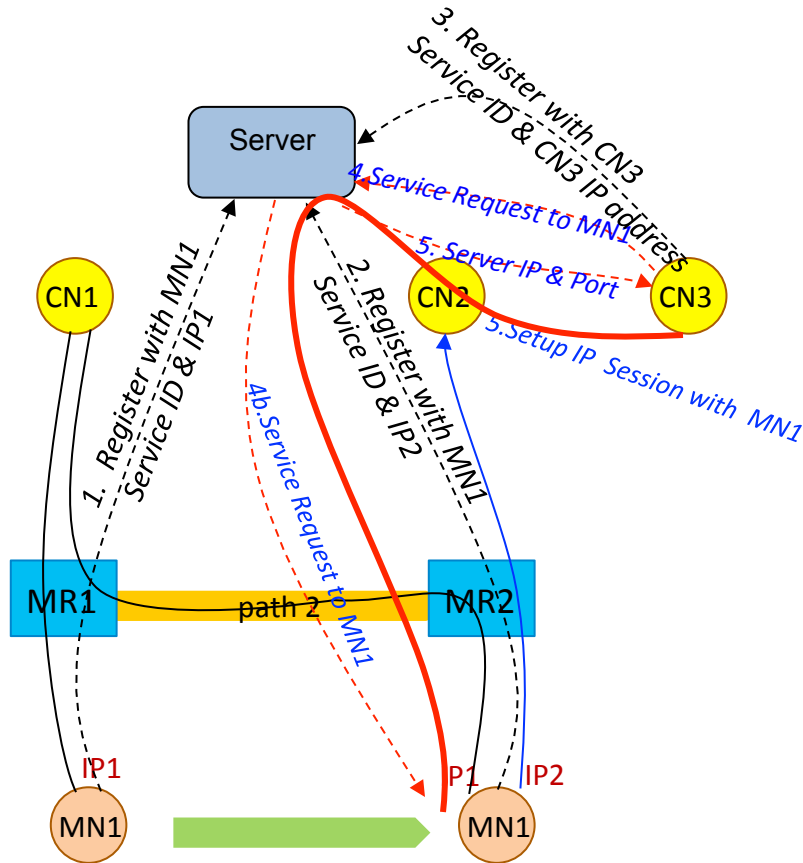 3. Register with CN3
Service ID & CN3 IP address
Server
4.Service Request to MN1
5. Server IP & Port
CN1
CN2
CN3
1. Register with MN1
Service ID & IP1
2. Register with MN1
Service ID & IP2
5.Setup IP Session with MN1
4b.Service Request to MN1
MR1
path 2
MR2
IP1
P1
IP2
MN1
MN1